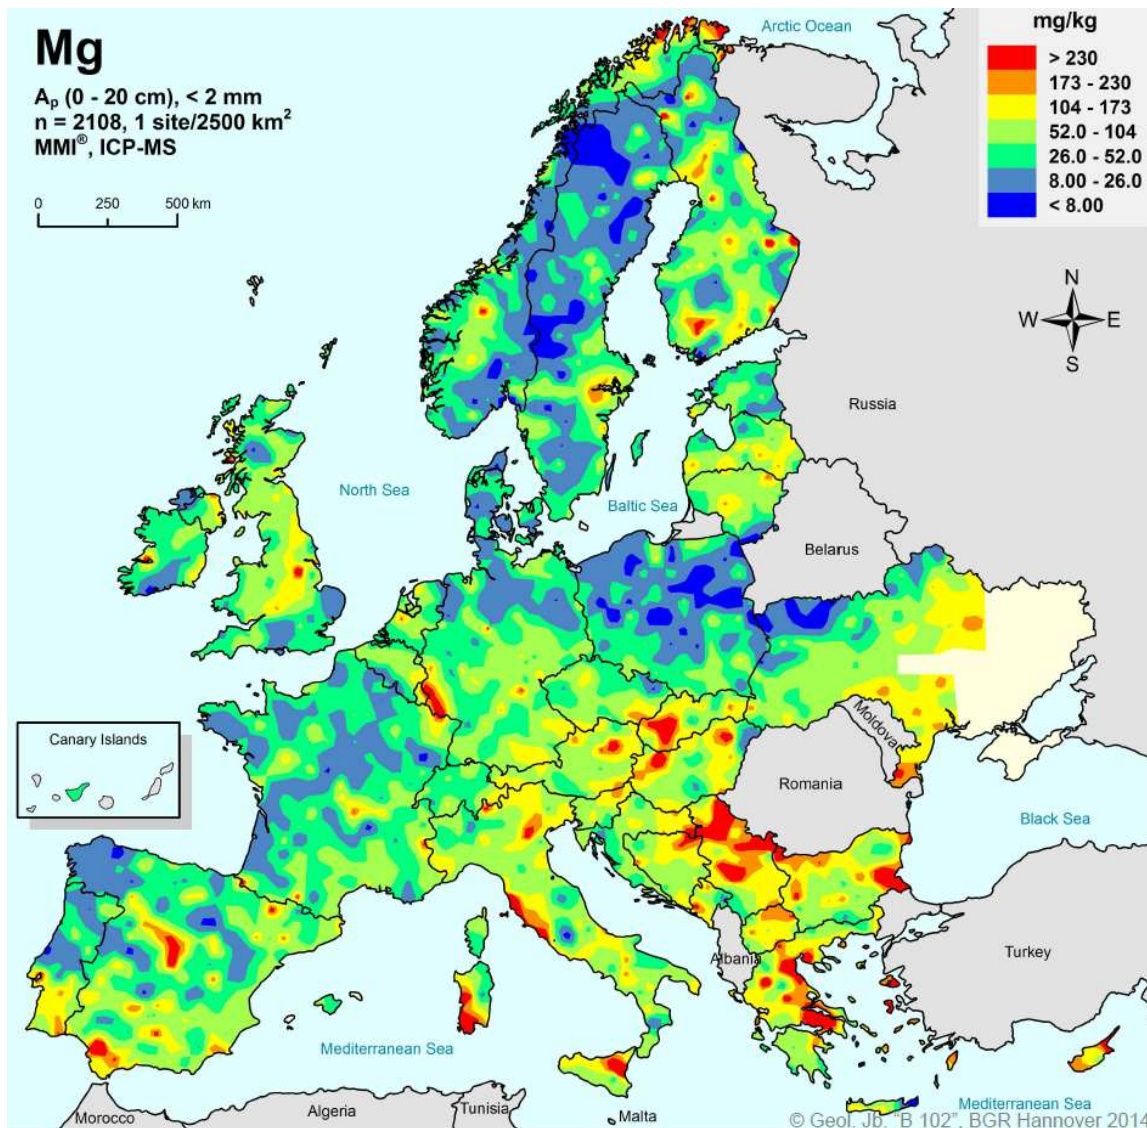 Mg
Aₚ (0 - 20 cm), < 2 mm
n = 2108, 1 site/2500 km²
MMI®, ICP-MS
0 250 500 km
Arctic Ocean
mg/kg
> 230
173 - 230
104 - 173
52.0 - 104
26.0 - 52.0
8.00 - 26.0
< 8.00
N
W E
S
Russia
North Sea
Baltic Sea
Belarus
Canary Islands
Moldova
Romania
Black Sea
Albania
Turkey
Mediterranean Sea
Morocco
Algeria
Tunisia
Malta
Mediterranean Sea
© Geol. Jb. "B 102", BGR Hannover 2014